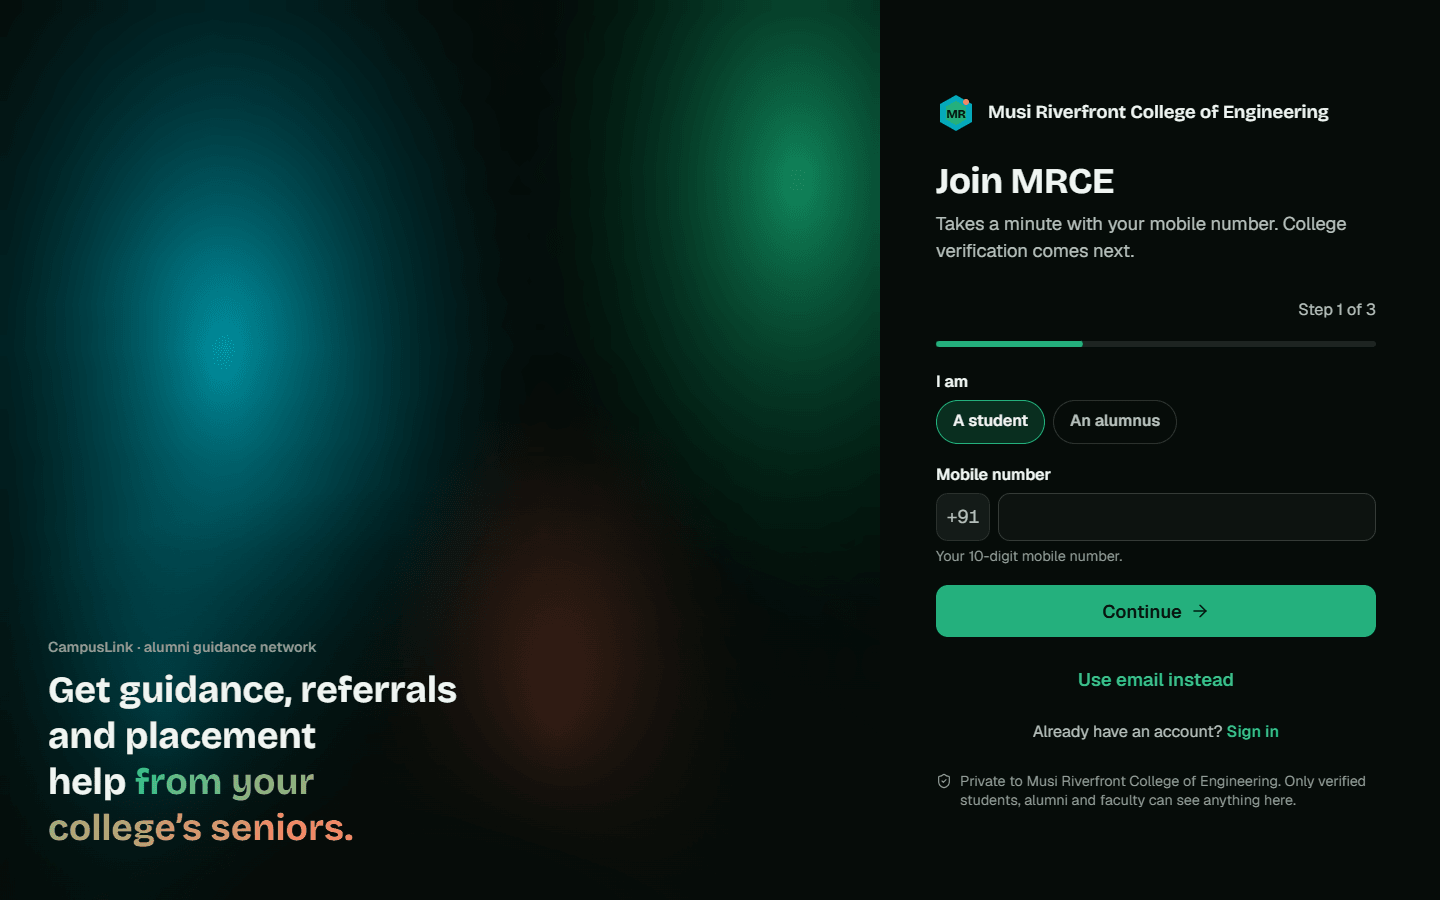 CampusLink · alumni guidance network
Get guidance, referrals
and placement
help from your
college's seniors.
MR
Musi Riverfront College of Engineering
Join MRCE
Takes a minute with your mobile number. College
verification comes next.
Step 1 of 3
I am
A student
An alumnus
Mobile number
+91
Your 10-digit mobile number.
Continue →
Use email instead
Already have an account? Sign in
Private to Musi Riverfront College of Engineering. Only verified
students, alumni and faculty can see anything here.